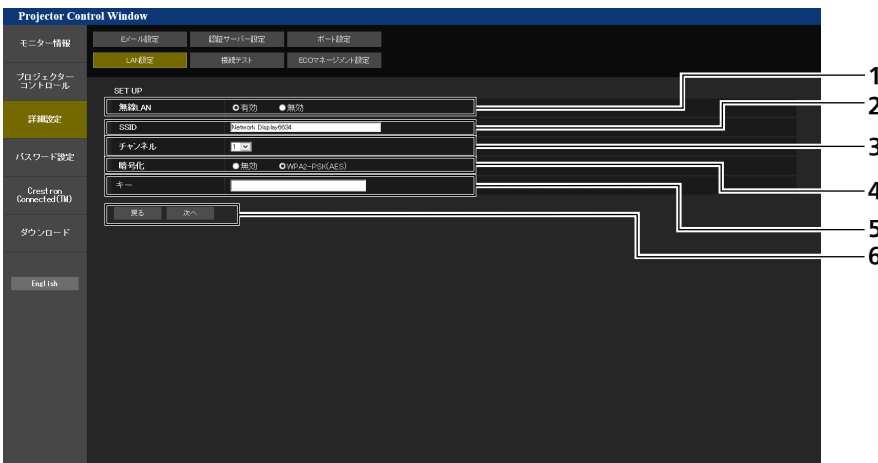 Projector Control Window
モニター情報
プロジェクター
コントロール
詳細設定
パスワード設定
Crestron
Connected(TM)
ダウンロード
English
Eメール設定 認証サーバー設定 ポート設定
LAN設定 接続テスト ECOマネージメント設定
SET UP
無線LAN 有効 無効
SSID Network Display6634
チャンネル 1
暗号化 無効 WPA2-PSK(AES)
キー
戻る 次へ
1
2
3
4
5
6